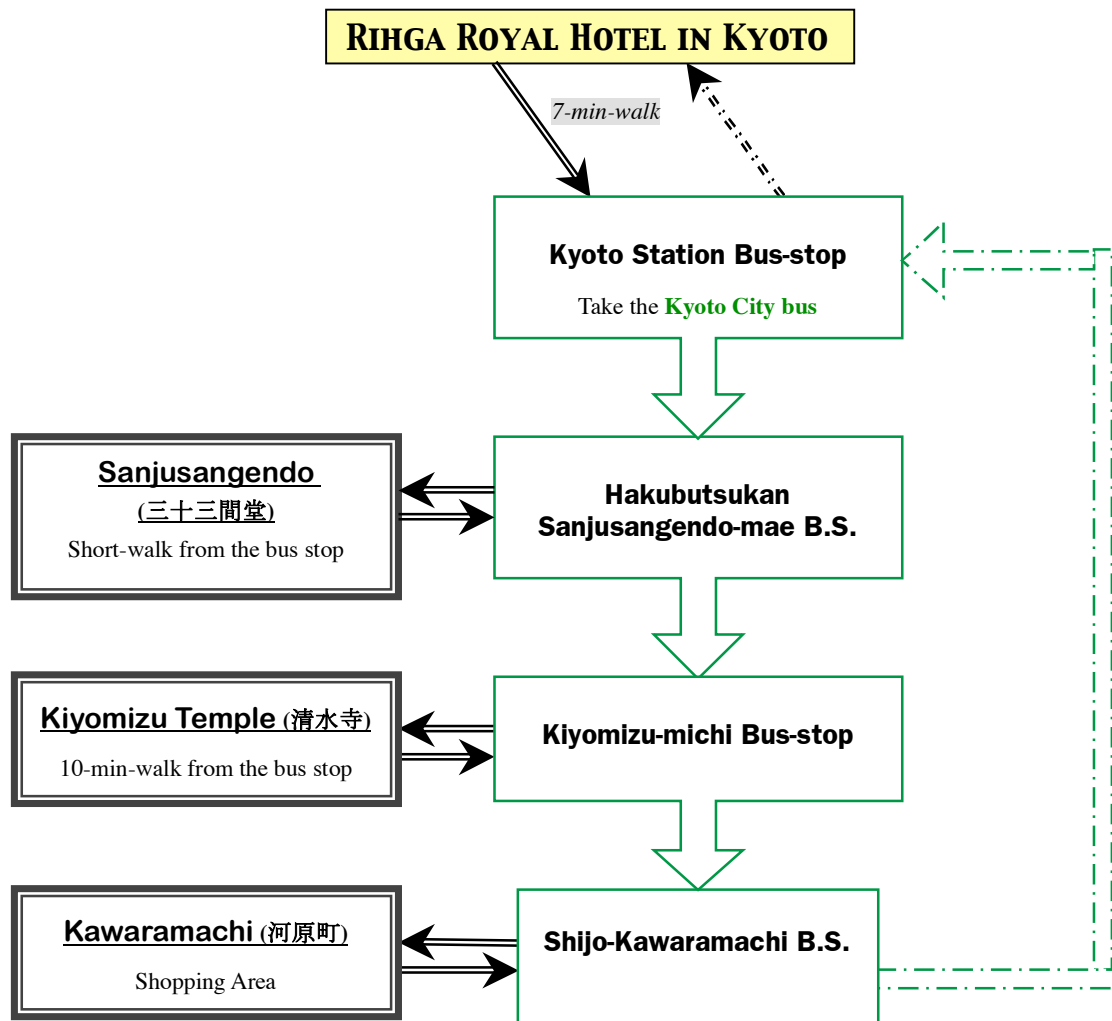 RIHGA ROYAL HOTEL IN KYOTO
7-min-walk
Kyoto Station Bus-stop
Take the Kyoto City bus
Sanjusangendo
(三十三間堂)
Short-walk from the bus stop
Hakubutsukan
Sanjusangendo-mae B.S.
Kiyomizu Temple (清水寺)
10-min-walk from the bus stop
Kiyomizu-michi Bus-stop
Kawaramachi (河原町)
Shopping Area
Shijo-Kawaramachi B.S.